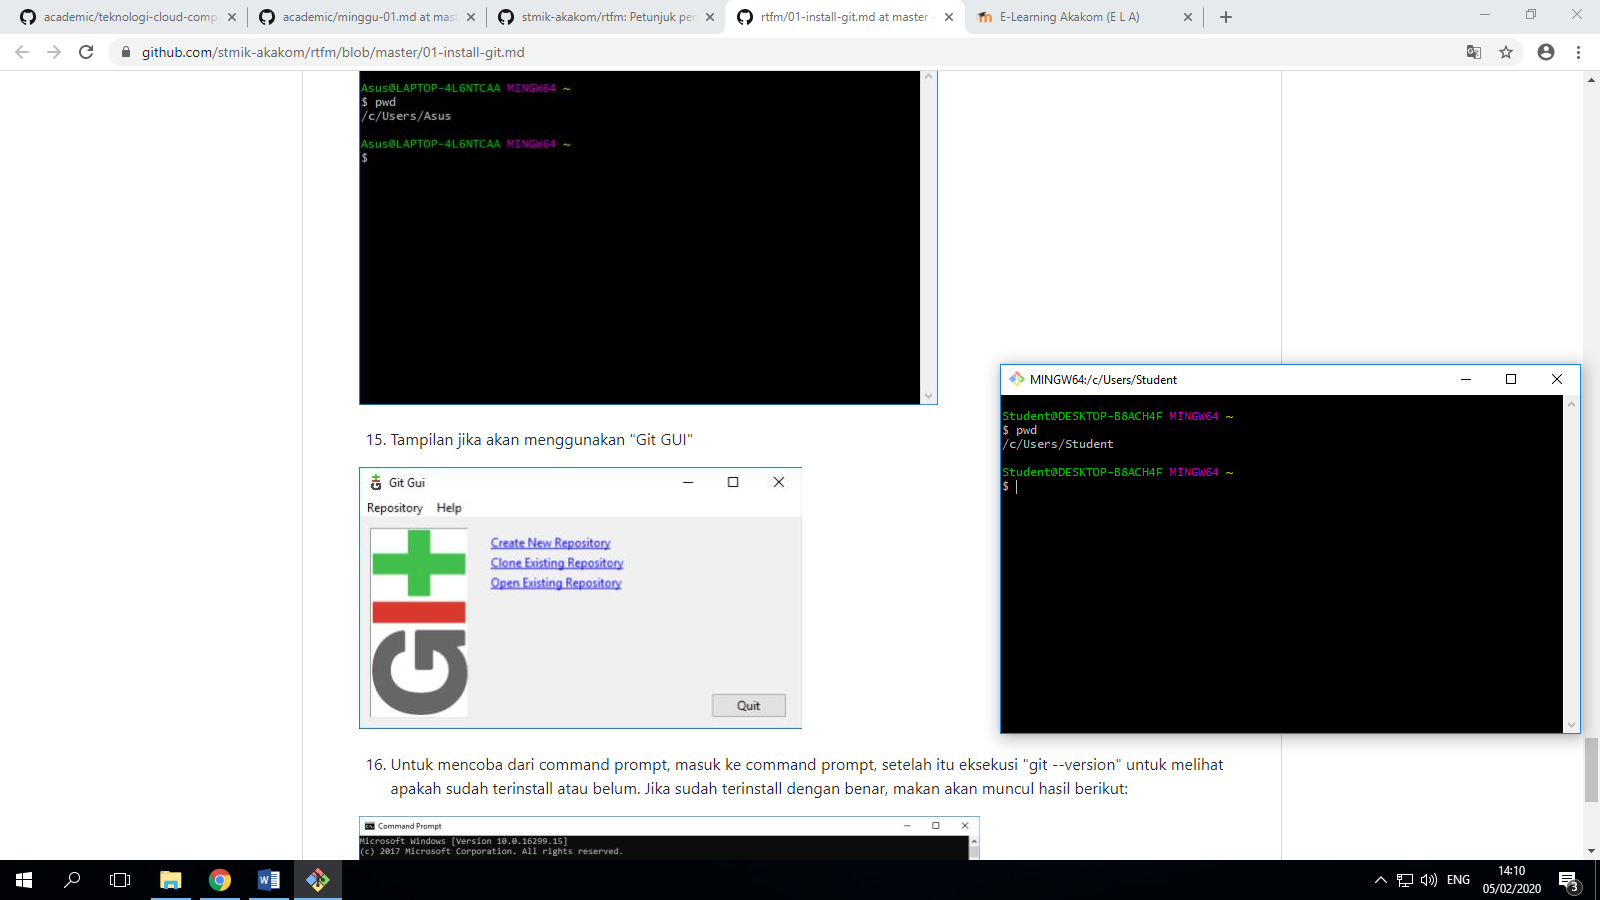 academic/teknologi-cloud-comp
academic/minggu-01.md at mast
stmik-akakom/rtfm: Petunjuk pen
rtfm/01-install-git.md at master
E-Learning Akakom (E L A)
github.com/stmik-akakom/rtfm/blob/master/01-install-git.md
Asus@LAPTOP-4L6NTCAA MINGW64 ~
$ pwd
/c/Users/Asus
Asus@LAPTOP-4L6NTCAA MINGW64 ~
$
15. Tampilan jika akan menggunakan "Git GUI"
Git Gui
Repository Help
Create New Repository
Clone Existing Repository
Open Existing Repository
GIT
Quit
MINGW64:/c/Users/Student
Student@DESKTOP-B8ACH4F MINGW64 ~
$ pwd
/c/Users/Student
Student@DESKTOP-B8ACH4F MINGW64 ~
$
16. Untuk mencoba dari command prompt, masuk ke command prompt, setelah itu eksekusi "git --version" untuk melihat
apakah sudah terinstall atau belum. Jika sudah terinstall dengan benar, makan akan muncul hasil berikut:
Command Prompt
Microsoft Windows [Version 10.0.16299.15]
(c) 2017 Microsoft Corporation. All rights reserved.
ENG
14:10
05/02/2020
3